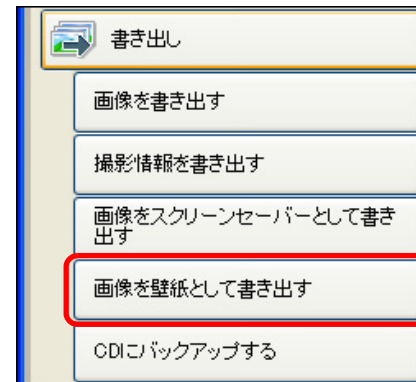 書き出し
画像を書き出す
撮影情報を書き出す
画像をスクリーンセーバーとして書き
出す
画像を壁紙として書き出す
CDにバックアップする